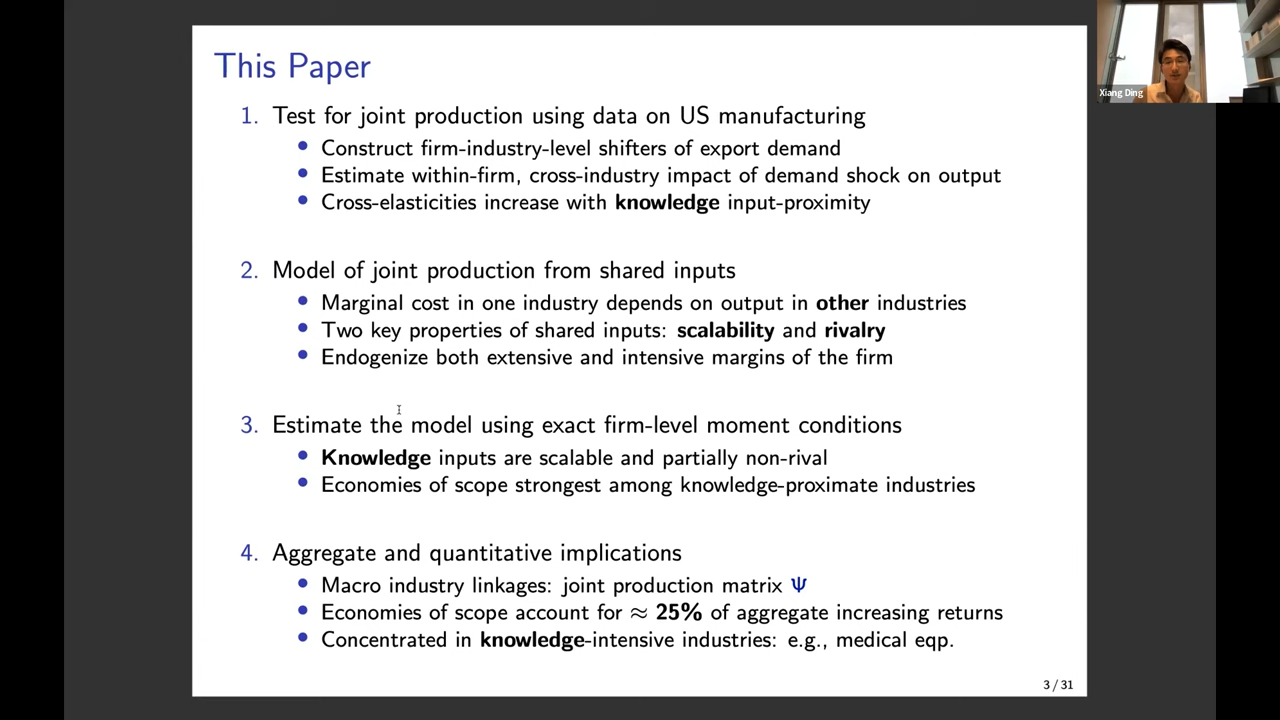 This Paper
1. Test for joint production using data on US manufacturing
• Construct firm-industry-level shifters of export demand
• Estimate within-firm, cross-industry impact of demand shock on output
• Cross-elasticities increase with knowledge input-proximity
2. Model of joint production from shared inputs
• Marginal cost in one industry depends on output in other industries
• Two key properties of shared inputs: scalability and rivalry
• Endogenize both extensive and intensive margins of the firm
3. Estimate the model using exact firm-level moment conditions
• Knowledge inputs are scalable and partially non-rival
• Economies of scope strongest among knowledge-proximate industries
4. Aggregate and quantitative implications
• Macro industry linkages: joint production matrix Ψ
• Economies of scope account for ≈ 25% of aggregate increasing returns
• Concentrated in knowledge-intensive industries: e.g., medical eqp.
3 / 31
Xiang Ding